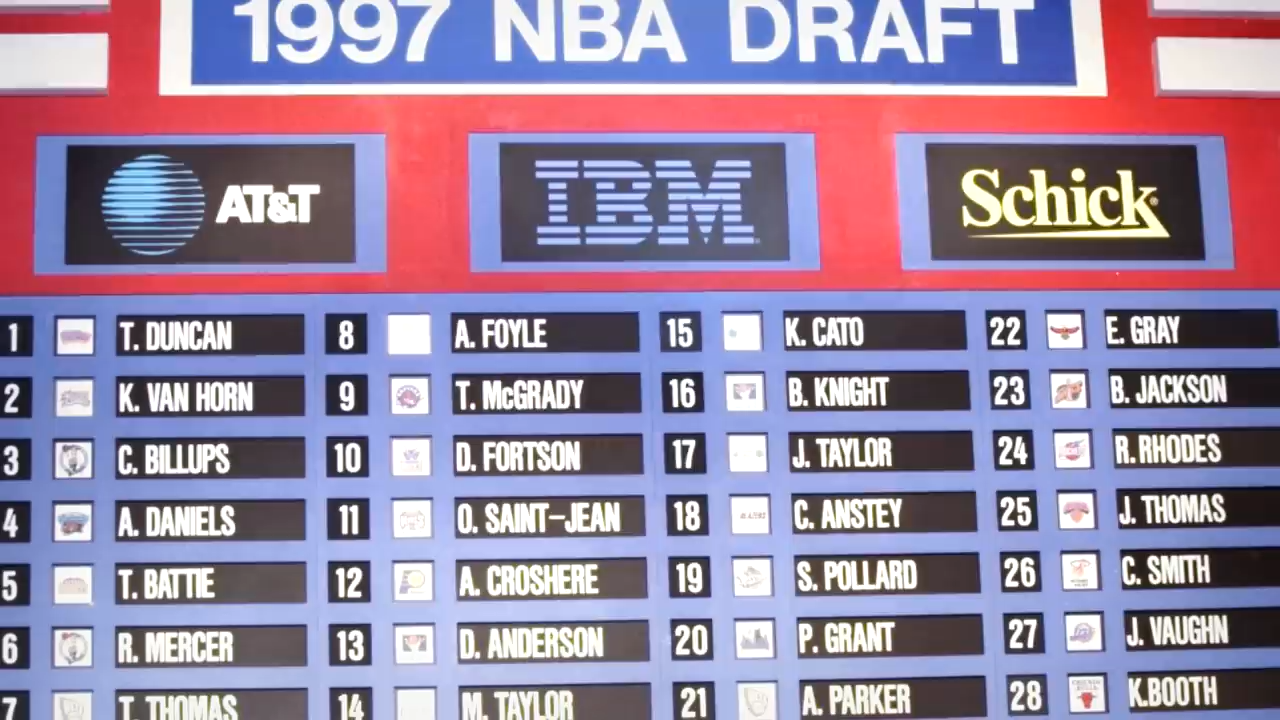 1997 NBA DRAFT
AT&T
IBM
Schick
1 T. DUNCAN 8 A. FOYLE 15 K. CATO 22 E. GRAY
2 K. VAN HORN 9 T. McGRADY 16 B. KNIGHT 23 B. JACKSON
3 C. BILLUPS 10 D. FORTSON 17 J. TAYLOR 24 R. RHODES
4 A. DANIELS 11 O. SAINT-JEAN 18 C. ANSTEY 25 J. THOMAS
5 T. BATTIE 12 A. CROSHERE 19 S. POLLARD 26 C. SMITH
6 R. MERCER 13 D. ANDERSON 20 P. GRANT 27 J. VAUGHN
7 T. THOMAS 14 M. TAYLOR 21 A. PARKER 28 K.BOOTH